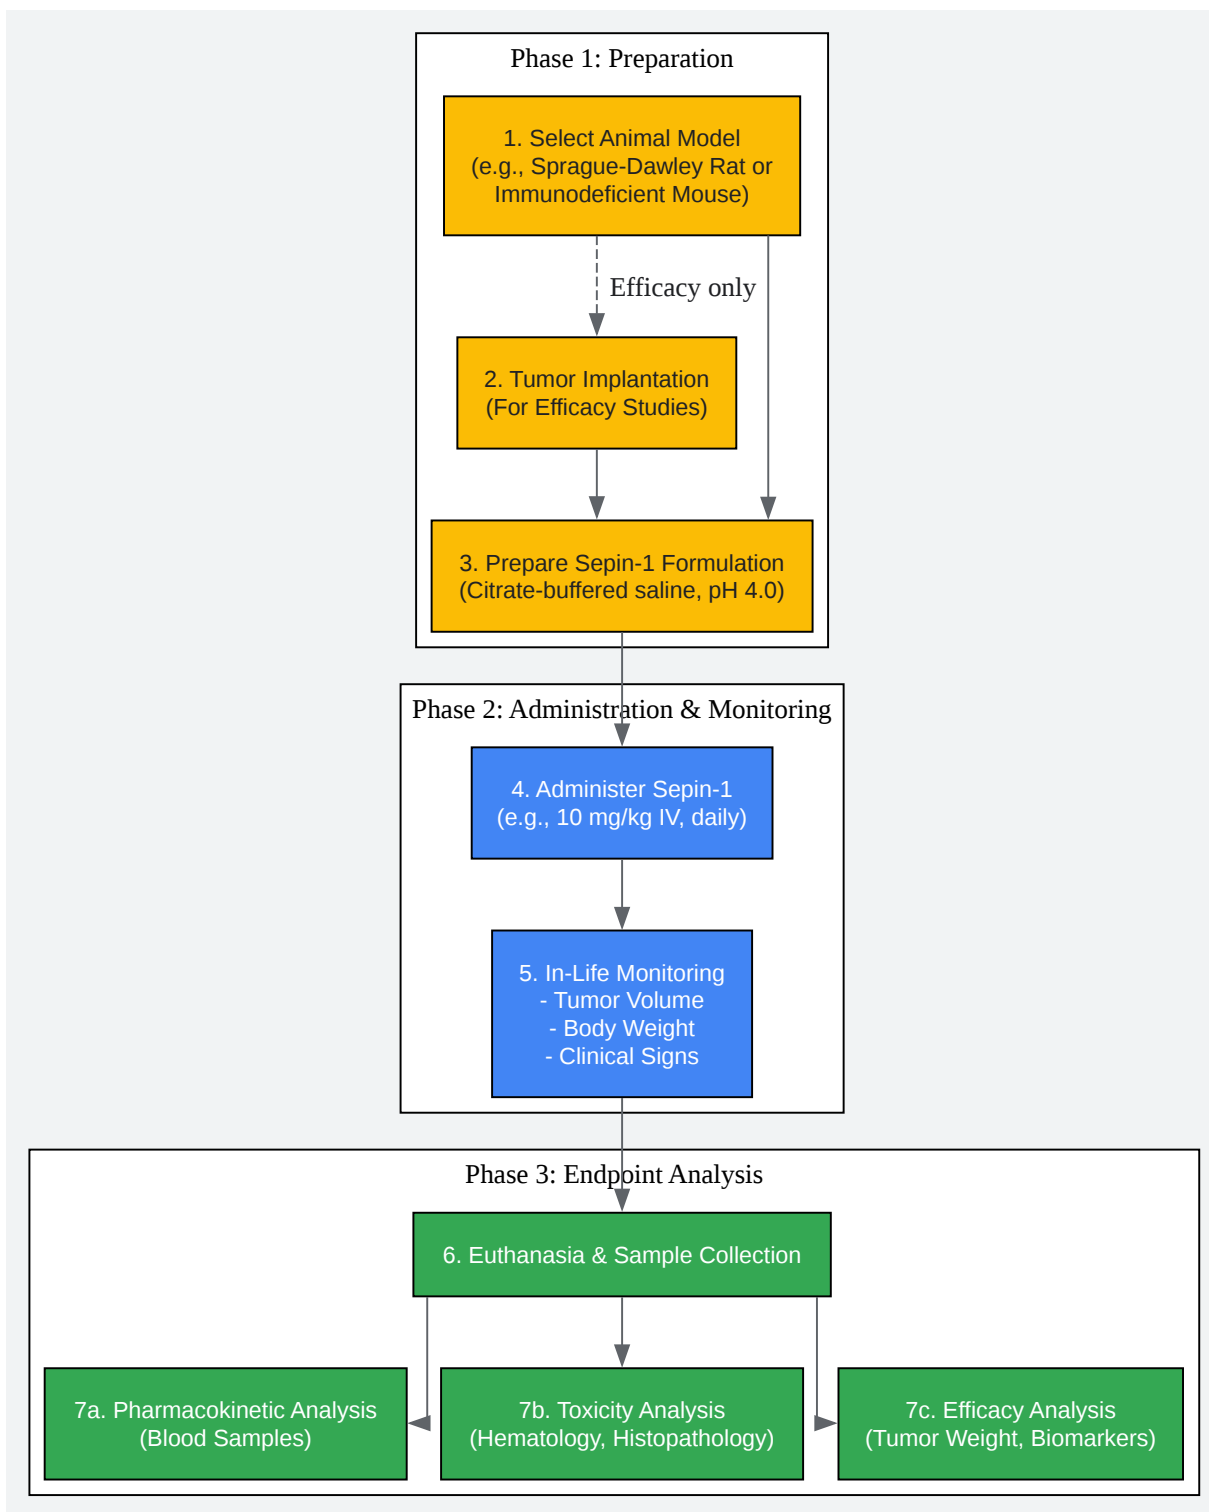 Phase 1: Preparation
1. Select Animal Model
(e.g., Sprague-Dawley Rat or
Immunodeficient Mouse)
Efficacy only
2. Tumor Implantation
(For Efficacy Studies)
3. Prepare Sepin-1 Formulation
(Citrate-buffered saline, pH 4.0)
Phase 2: Administration & Monitoring
4. Administer Sepin-1
(e.g., 10 mg/kg IV, daily)
5. In-Life Monitoring
- Tumor Volume
- Body Weight
- Clinical Signs
Phase 3: Endpoint Analysis
6. Euthanasia & Sample Collection
7a. Pharmacokinetic Analysis
(Blood Samples)
7b. Toxicity Analysis
(Hematology, Histopathology)
7c. Efficacy Analysis
(Tumor Weight, Biomarkers)